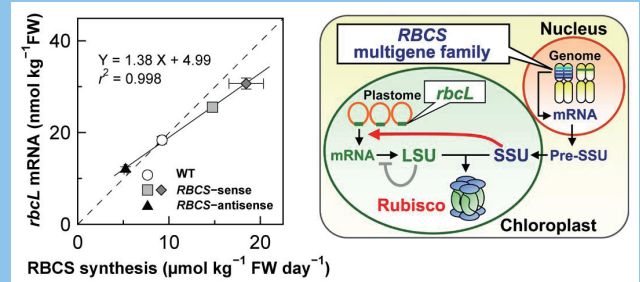 rbcL mRNA (nmol kg⁻¹FW)
40
20
0
Y = 1.38 X + 4.99
r² = 0.998
WT
RBCS-sense
RBCS-antisense
0
10
20
RBCS synthesis (µmol kg⁻¹ FW day⁻¹)
RBCS
multigene family
Nucleus
Genome
mRNA
Plastome
rbcL
mRNA
LSU
SSU
Pre-SSU
Rubisco
Chloroplast